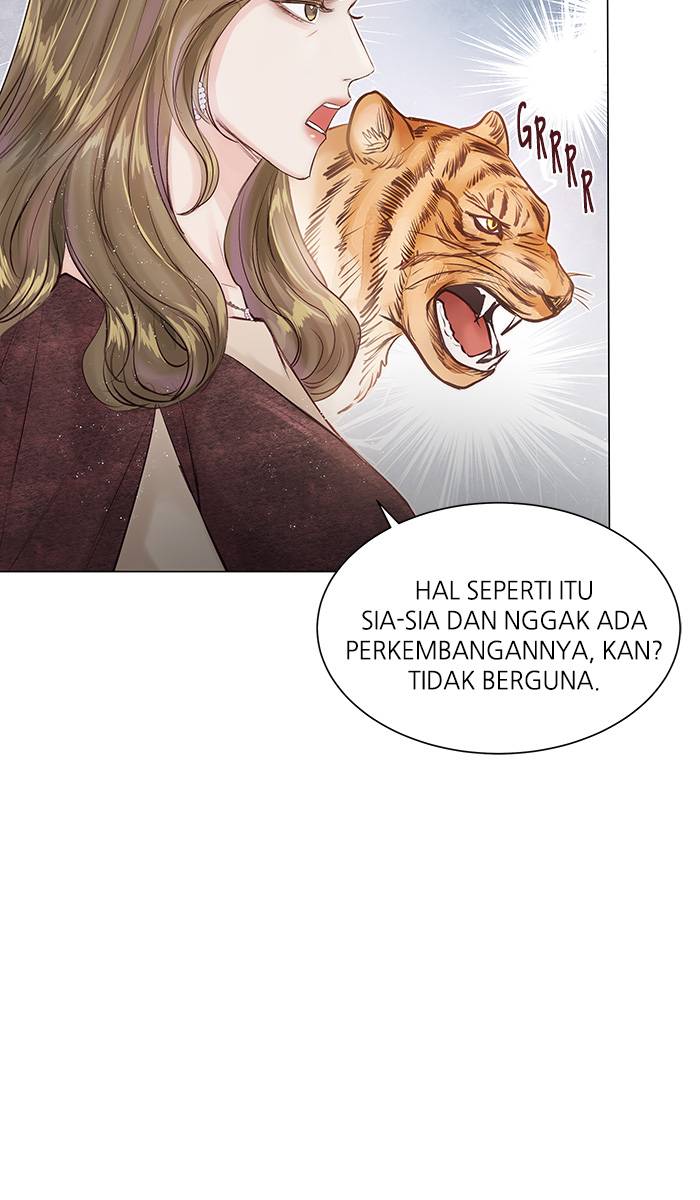 GRRRR
HAL SEPERTI ITU
SIA-SIA DAN NGGAK ADA
PERKEMBANGANNYA, KAN?
TIDAK BERGUNA.